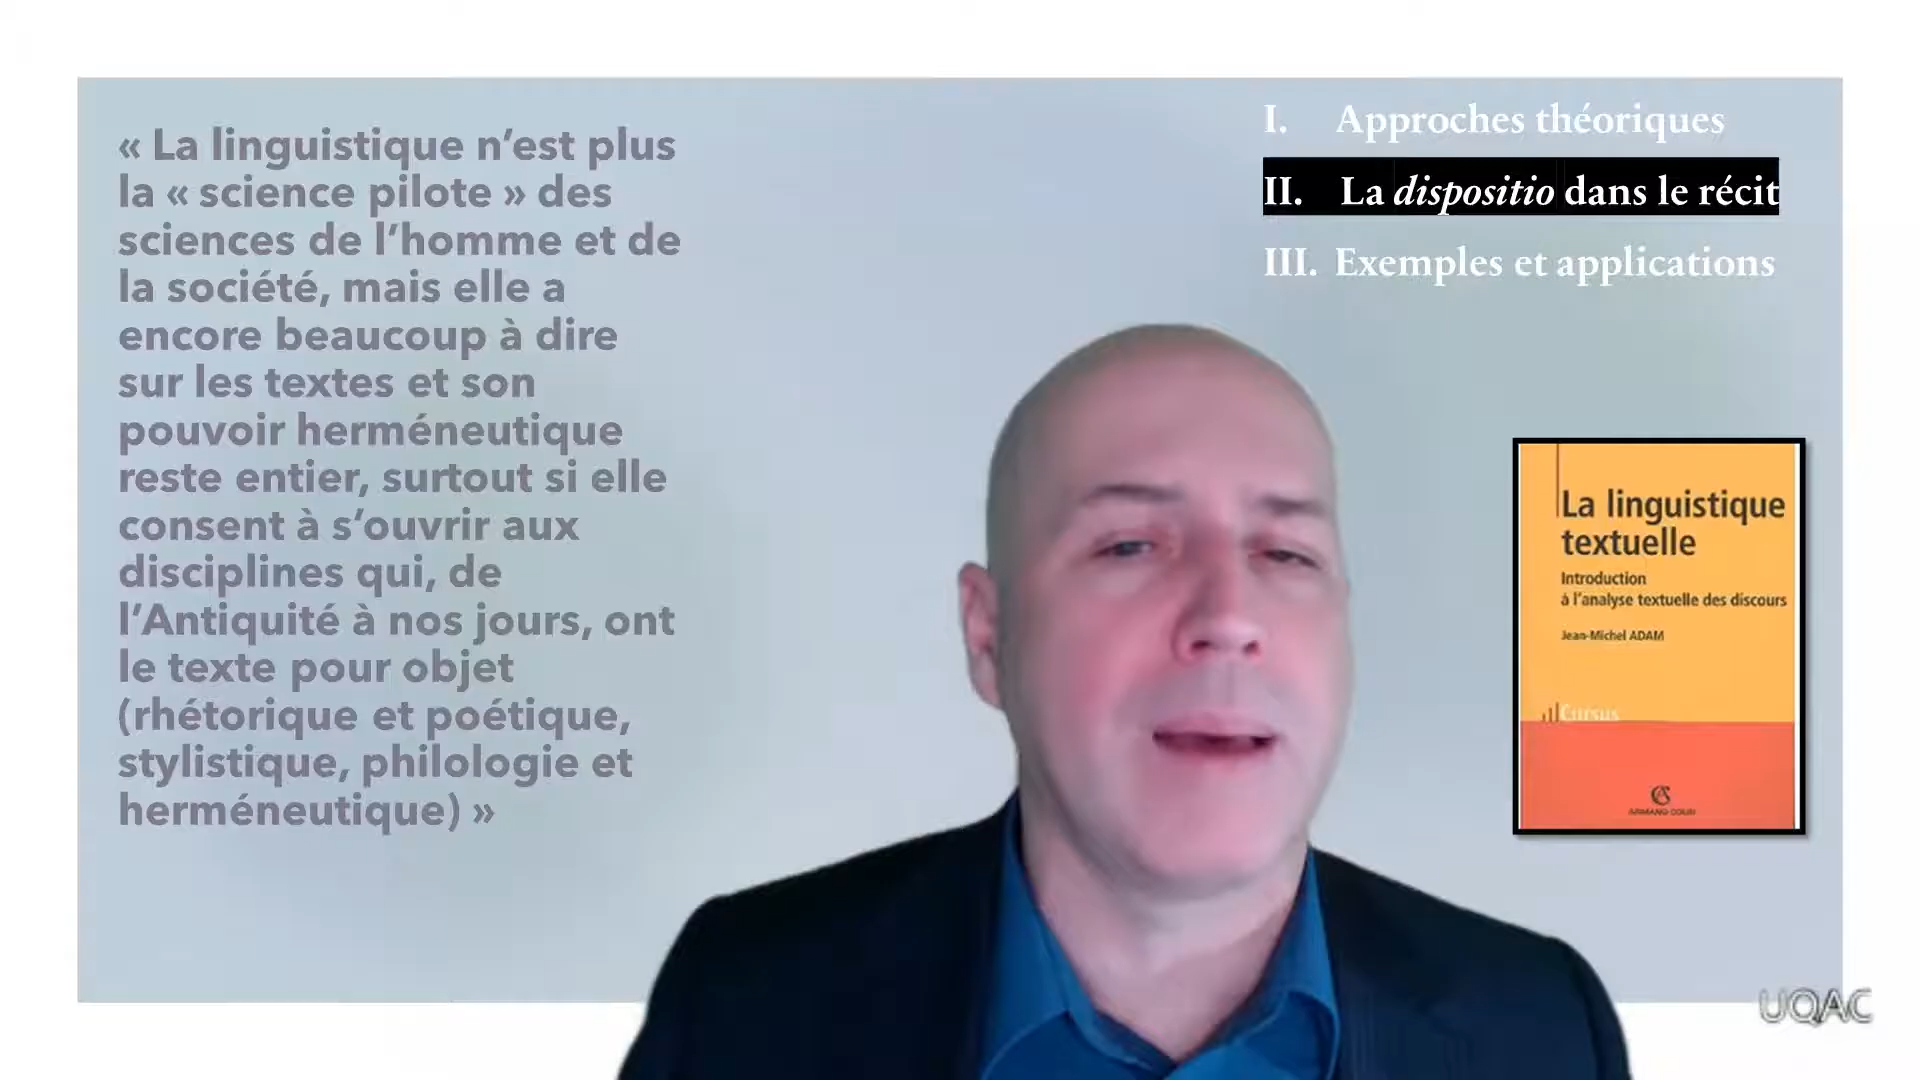 « La linguistique n’est plus
la « science pilote » des
sciences de l’homme et de
la société, mais elle a
encore beaucoup à dire
sur les textes et son
pouvoir herméneutique
reste entier, surtout si elle
consent à s’ouvrir aux
disciplines qui, de
l’Antiquité à nos jours, ont
le texte pour objet
(rhétorique et poétique,
stylistique, philologie et
herméneutique) »
I. Approches théoriques
II. La dispositio dans le récit
III. Exemples et applications
La linguistique
textuelle
Introduction
à l’analyse textuelle des discours
Jean-Michel ADAM
Cursus
ARMAND COLIN
UQAC